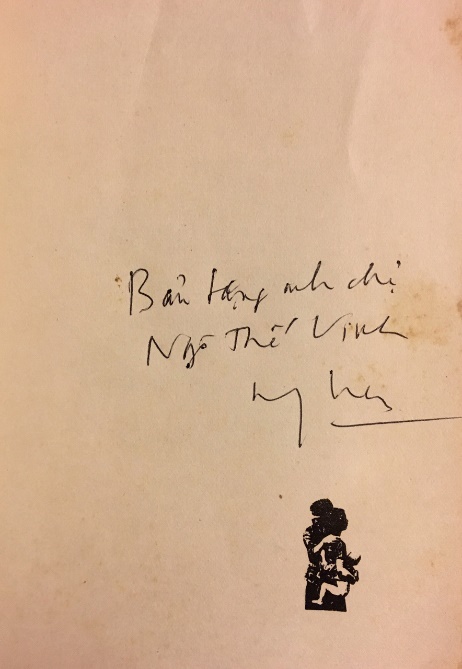 Bản tặng anh chị
Ngô Thế Vinh